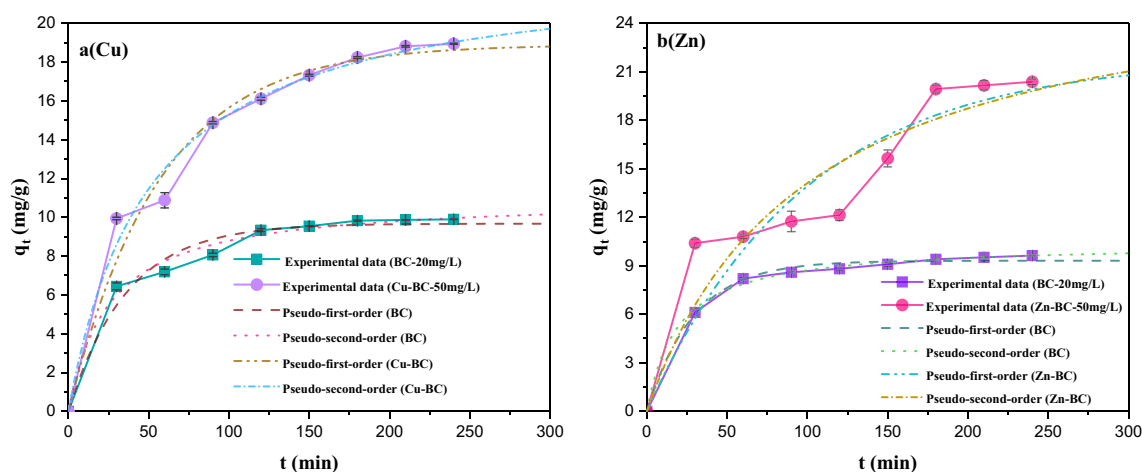 a(Cu)
qt (mg/g)
20
18
16
14
12
10
8
6
4
2
0
Experimental data (BC-20mg/L)
Experimental data (Cu-BC-50mg/L)
Pseudo-first-order (BC)
Pseudo-second-order (BC)
Pseudo-first-order (Cu-BC)
Pseudo-second-order (Cu-BC)
0 50 100 150 200 250 300
t (min)
b(Zn)
qt (mg/g)
24
21
18
15
12
9
6
3
0
Experimental data (BC-20mg/L)
Experimental data (Zn-BC-50mg/L)
Pseudo-first-order (BC)
Pseudo-second-order (BC)
Pseudo-first-order (Zn-BC)
Pseudo-second-order (Zn-BC)
0 50 100 150 200 250 300
t (min)